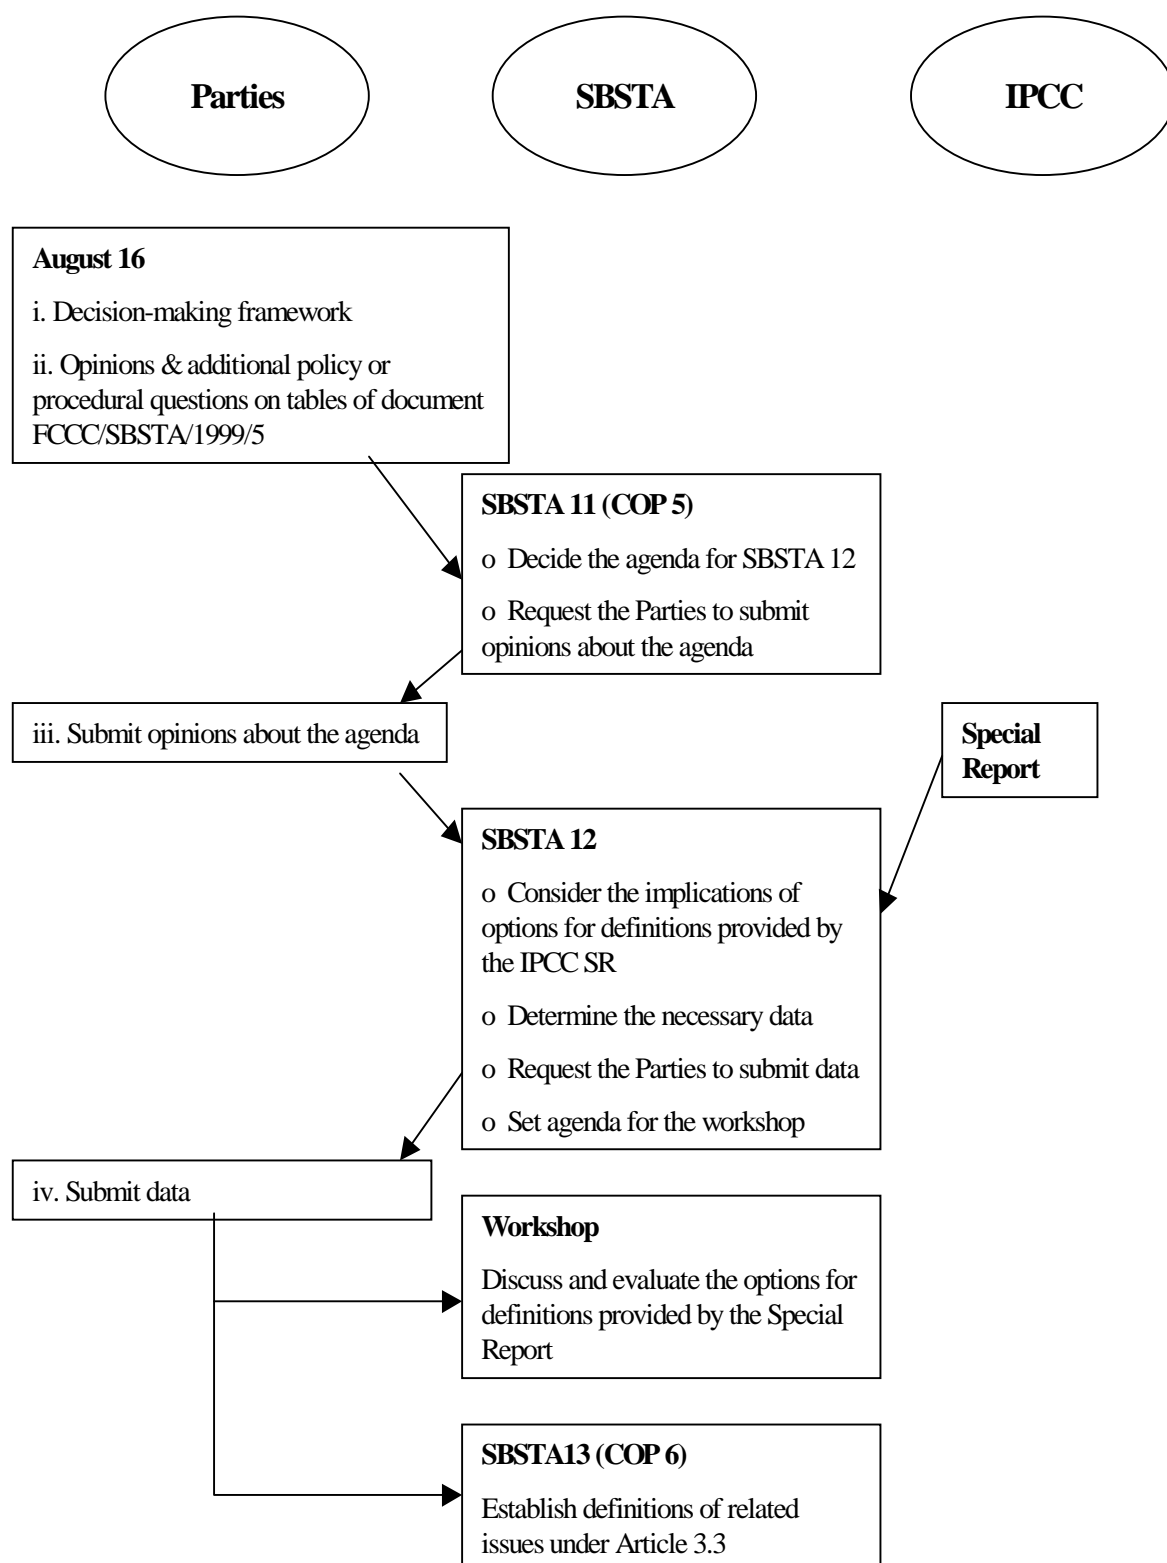 Parties
SBSTA
IPCC
August 16
i. Decision-making framework
ii. Opinions & additional policy or
procedural questions on tables of document
FCCC/SBSTA/1999/5
SBSTA 11 (COP 5)
o Decide the agenda for SBSTA 12
o Request the Parties to submit
opinions about the agenda
iii. Submit opinions about the agenda
Special
Report
SBSTA 12
o Consider the implications of
options for definitions provided by
the IPCC SR
o Determine the necessary data
o Request the Parties to submit data
o Set agenda for the workshop
iv. Submit data
Workshop
Discuss and evaluate the options for
definitions provided by the Special
Report
SBSTA13 (COP 6)
Establish definitions of related
issues under Article 3.3